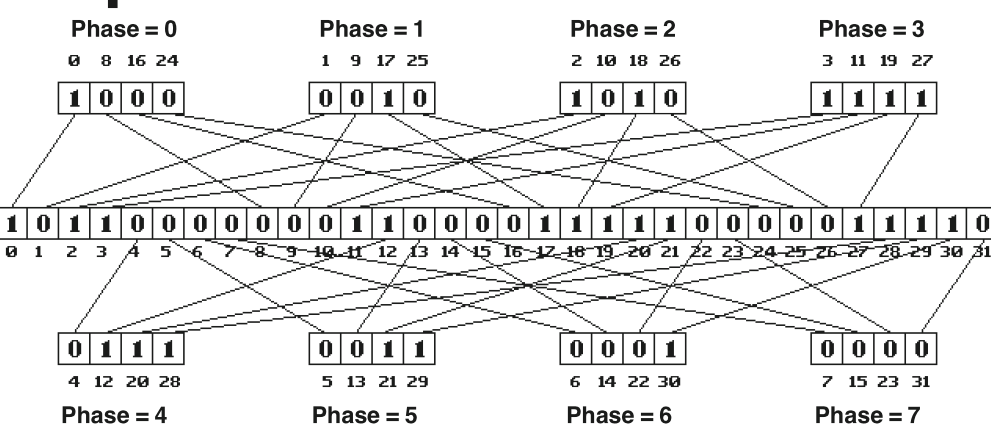 Phase = 0 Phase = 1 Phase = 2 Phase = 3
0 8 16 24 1 9 17 25 2 10 18 26 3 11 19 27
1 0 0 0 0 0 1 0 1 0 1 0 1 1 1 1
1 0 1 1 0 0 0 0 0 0 0 1 1 0 0 0 0 1 1 1 1 1 0 0 0 0 0 1 1 1 1 0
0 1 2 3 4 5 6 7 8 9 10 11 12 13 14 15 16 17 18 19 20 21 22 23 24 25 26 27 28 29 30 31
0 1 1 1 0 0 1 1 0 0 0 1 0 0 0 0
4 12 20 28 5 13 21 29 6 14 22 30 7 15 23 31
Phase = 4 Phase = 5 Phase = 6 Phase = 7